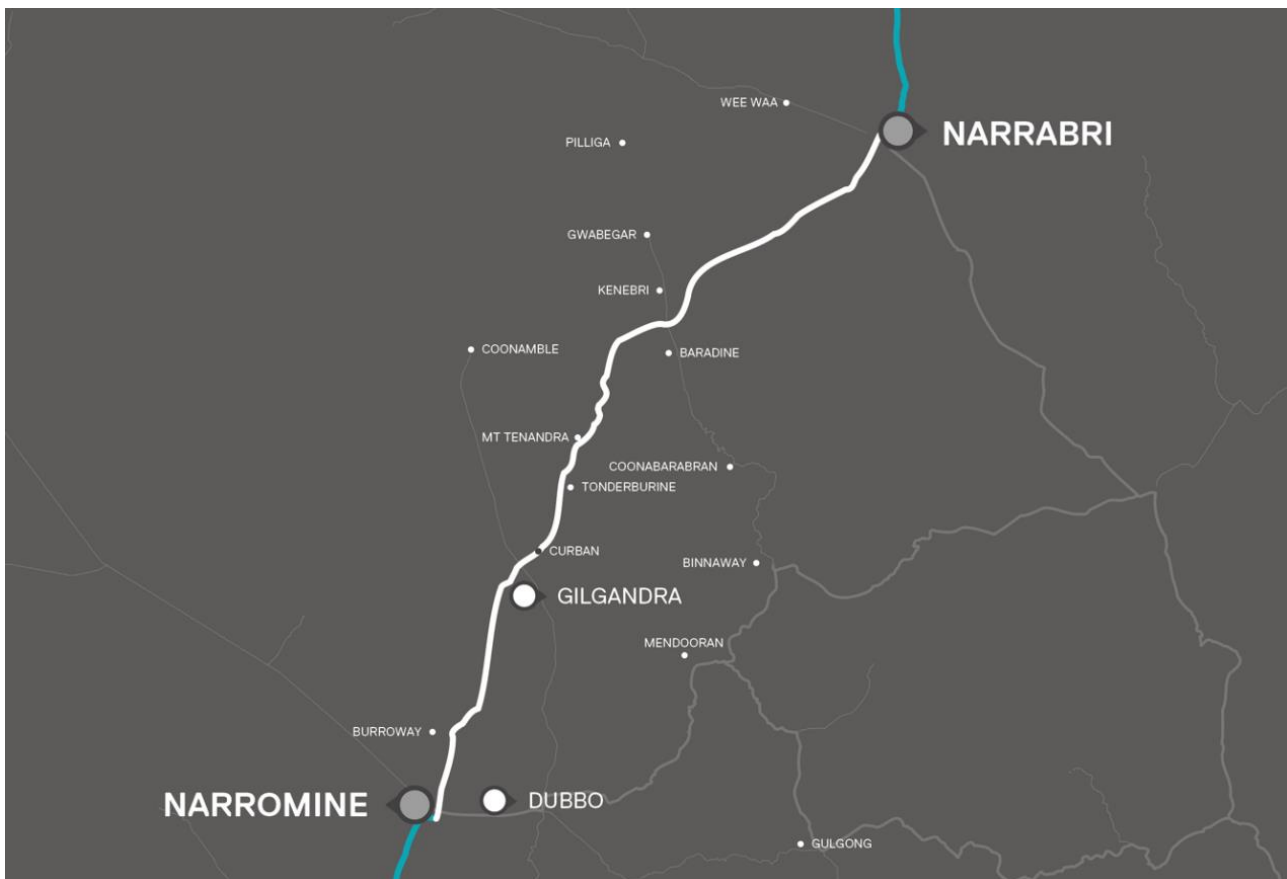 WEE WAA
NARRABRI
PILLIGA
GWABEGAR
KENEBRI
COONAMBLE
BARADINE
MT TENANDRA
COONABARABRAN
TONDERBURINE
CURBAN
BINNAWAY
GILGANDRA
MENDOORAN
BURROWAY
NARROMINE
DUBBO
GULGONG